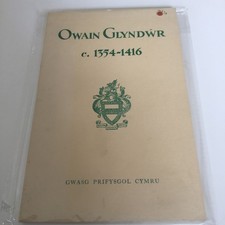 Owain Glyndŵr
c. 1354-1416
GWASG PRIFYSGOL CYMRU